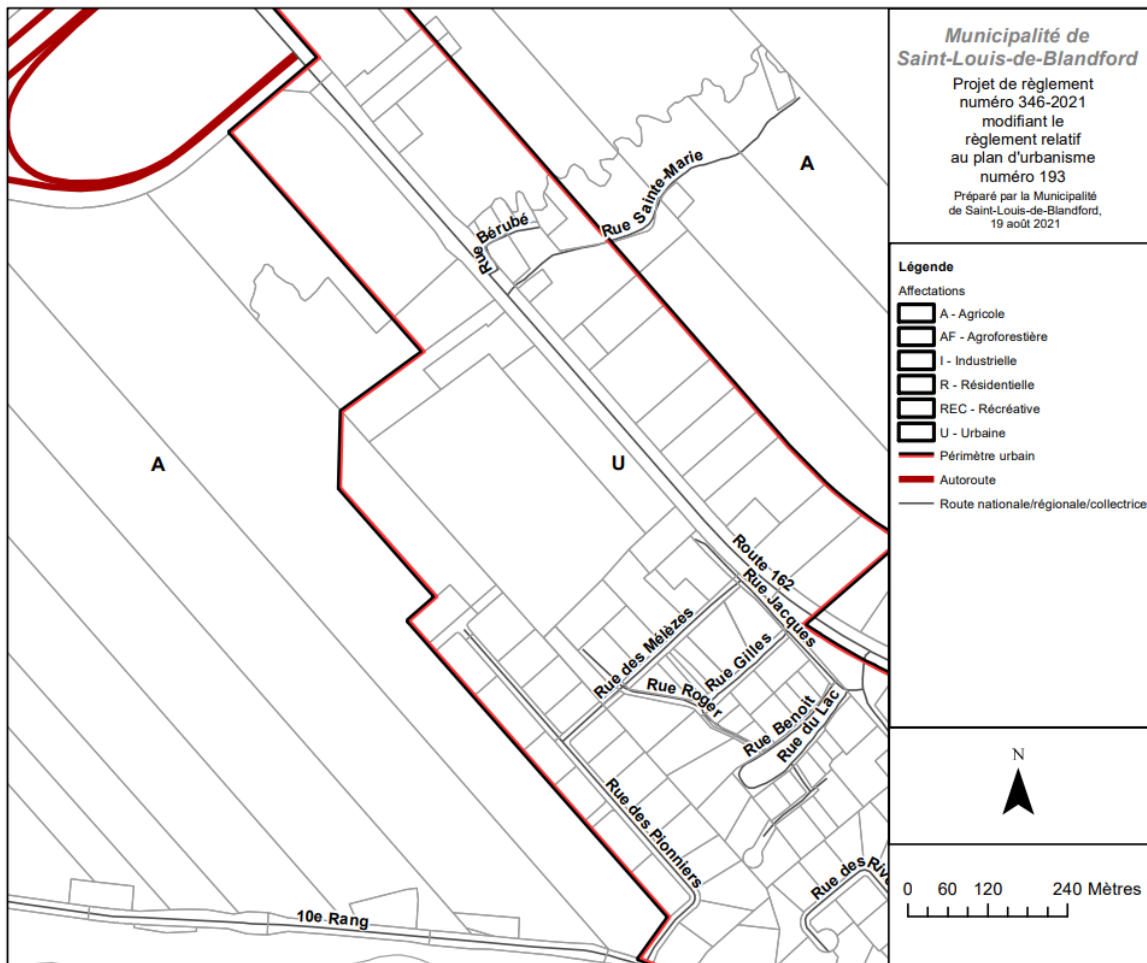 Municipalité de
Saint-Louis-de-Blandford
Projet de règlement
numéro 346-2021
modifiant le
règlement relatif
au plan d'urbanisme
numéro 193
Préparé par la Municipalité
de Saint-Louis-de-Blandford,
19 août 2021
Légende
Affectations
A - Agricole
AF - Agroforestière
I - Industrielle
R - Résidentielle
REC - Récréative
U - Urbaine
Périmètre urbain
Autoroute
Route nationale/régionale/collectrice
N
0 60 120 240 Mètres
A
Rue Sainte-Marie
Rue Bérubé
A
U
Route 162
Rue Jacques
Rue des Mélèzes
Rue Gilles
Rue Roger
Rue Benoit
Rue du Lac
Rue des Pionniers
Rue des Rive
10e Rang